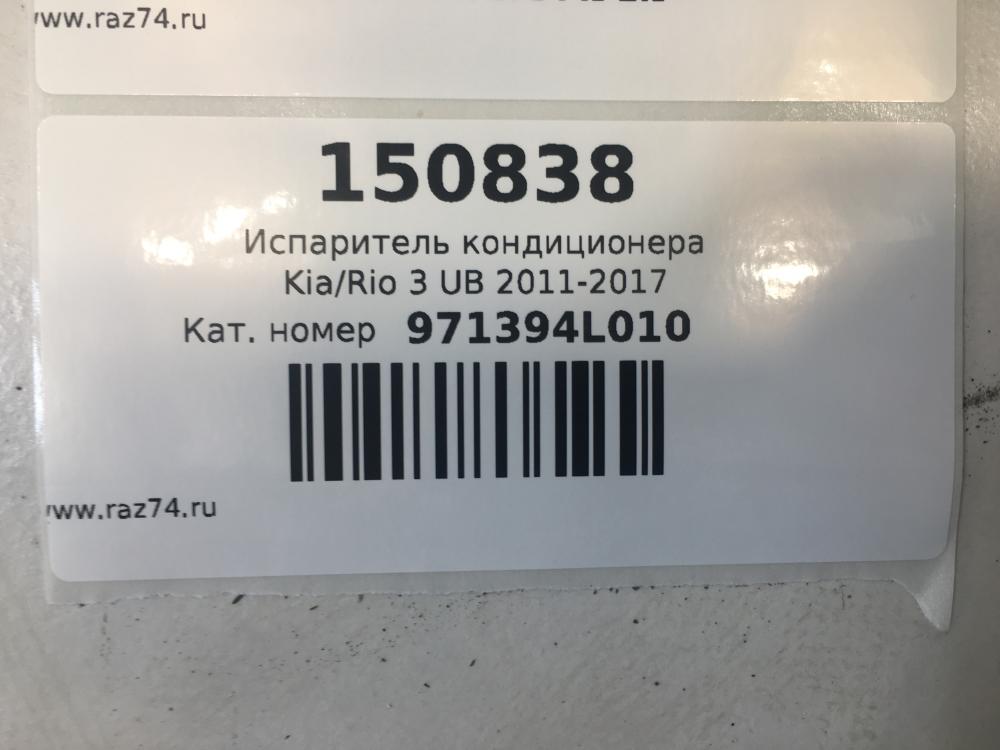 www.raz74.ru
150838
Испаритель кондиционера
Kia/Rio 3 UB 2011-2017
Кат. номер 971394L010
www.raz74.ru